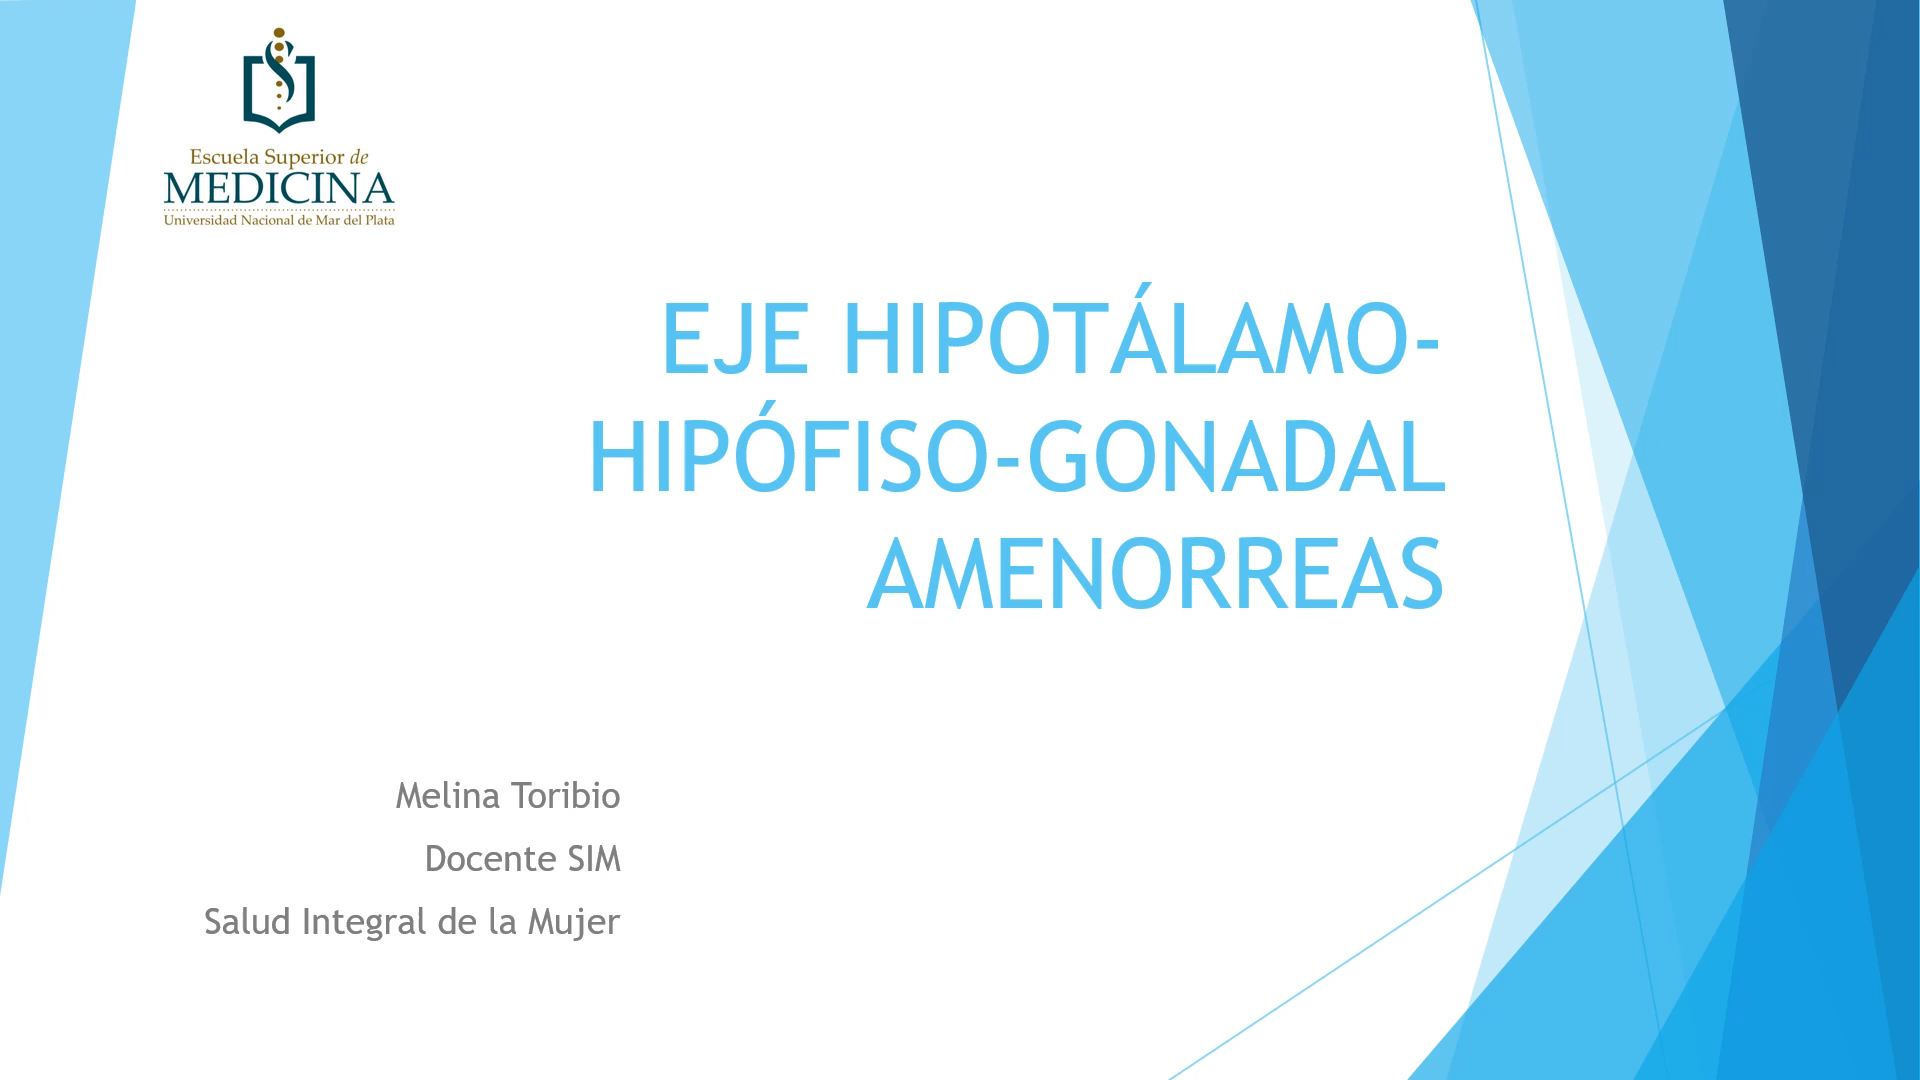 Escuela Superior de
MEDICINA
Universidad Nacional de Mar del Plata
EJE HIPOTÁLAMO-
HIPÓFISO-GONADAL
AMENORREAS
Melina Toribio
Docente SIM
Salud Integral de la Mujer